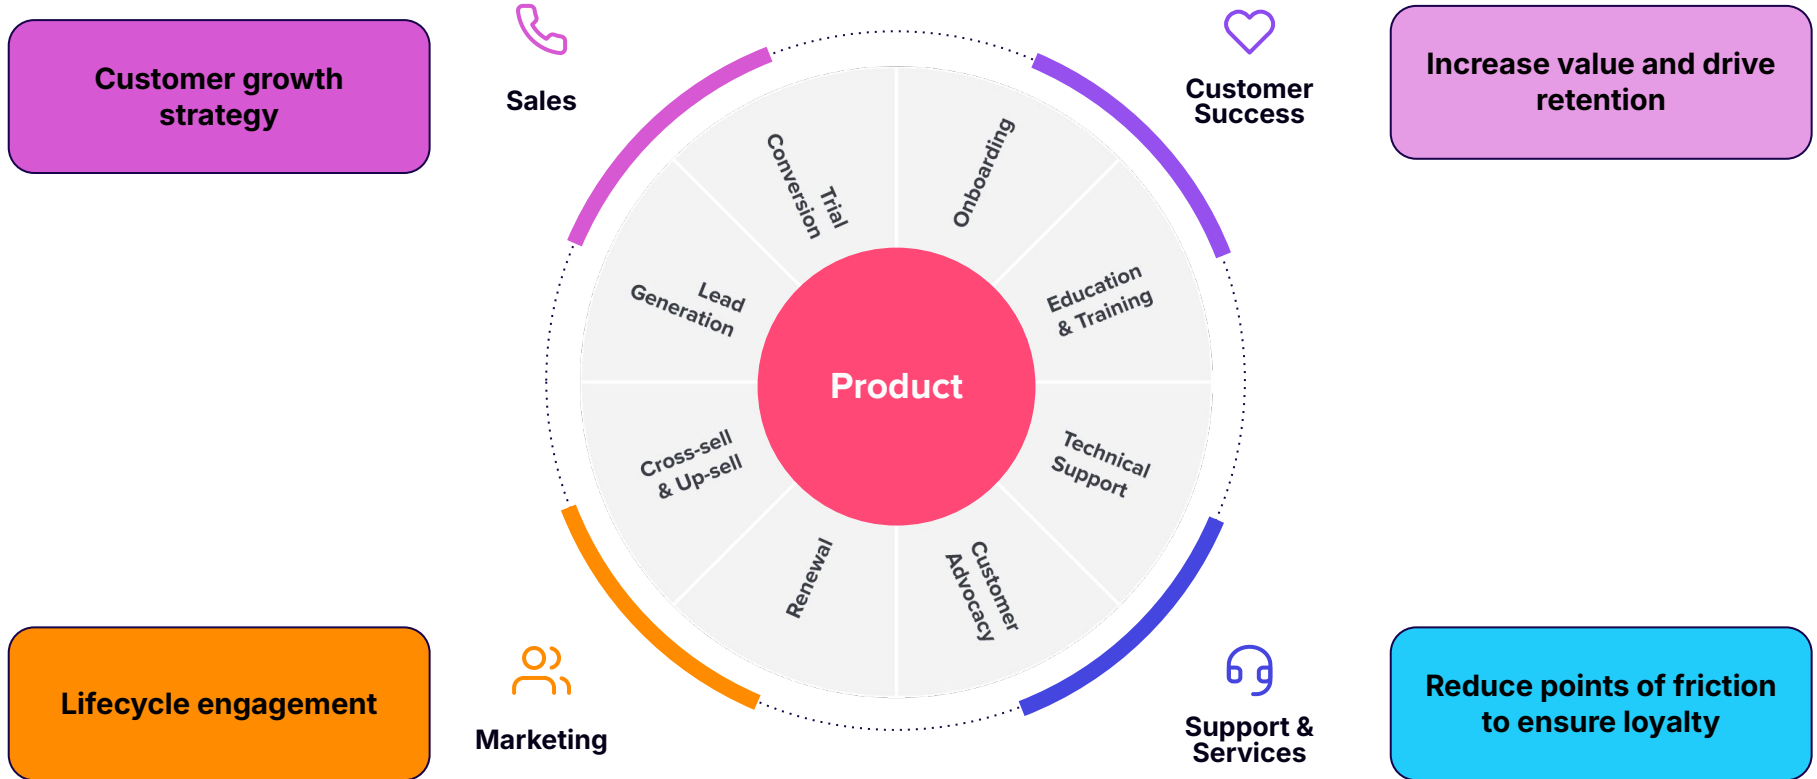 Customer growth
strategy
Sales
Customer
Success
Increase value and drive
retention
Trial
Conversion
Onboarding
Lead
Generation
Education
& Training
Product
Cross-sell
& Up-sell
Technical
Support
Renewal
Customer
Advocacy
Lifecycle engagement
Marketing
Support &
Services
Reduce points of friction
to ensure loyalty